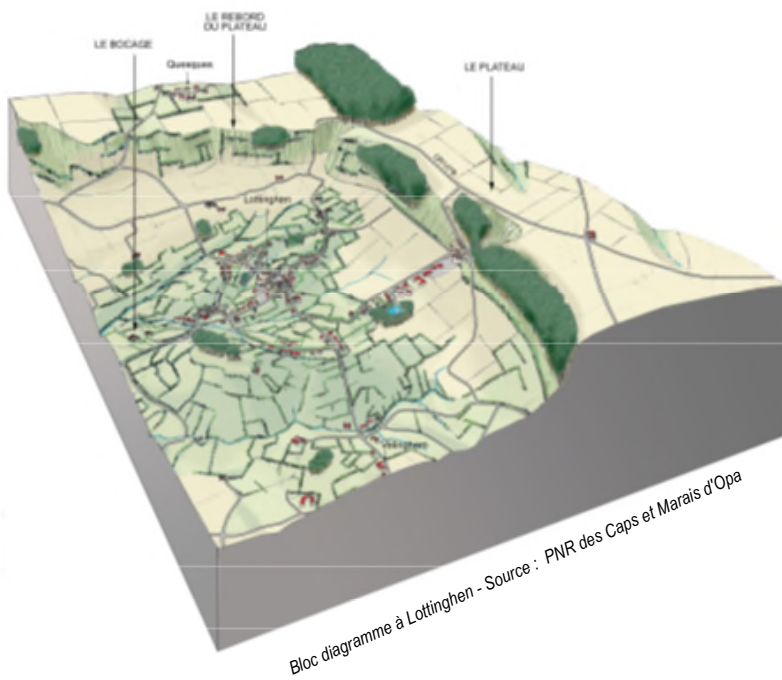 LE REBORD
DU PLATEAU
LE BOCAGE
Quesques
LE PLATEAU
Lottinghen
Bloc diagramme à Lottinghen - Source : PNR des Caps et Marais d'Opa